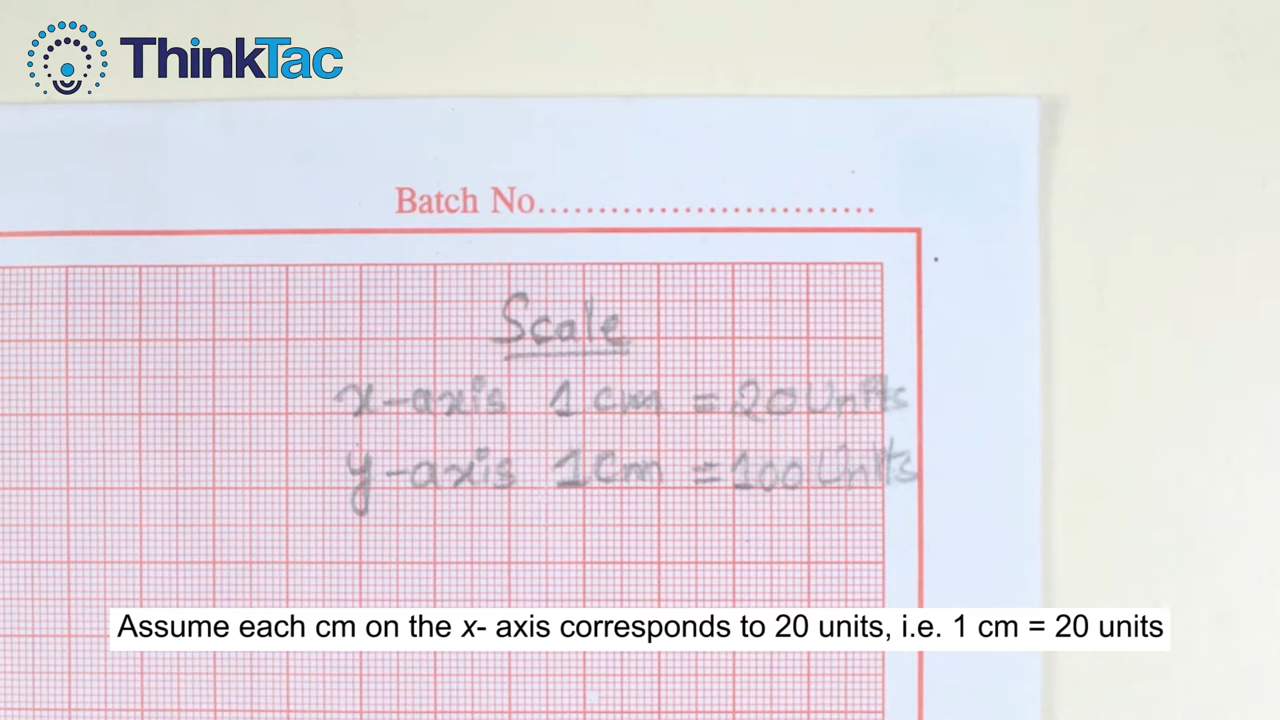 ThinkTac
Batch No............................
Scale
x-axis 1 cm = 20 Units
y-axis 1 Cm = 100 Units
Assume each cm on the x- axis corresponds to 20 units, i.e. 1 cm = 20 units